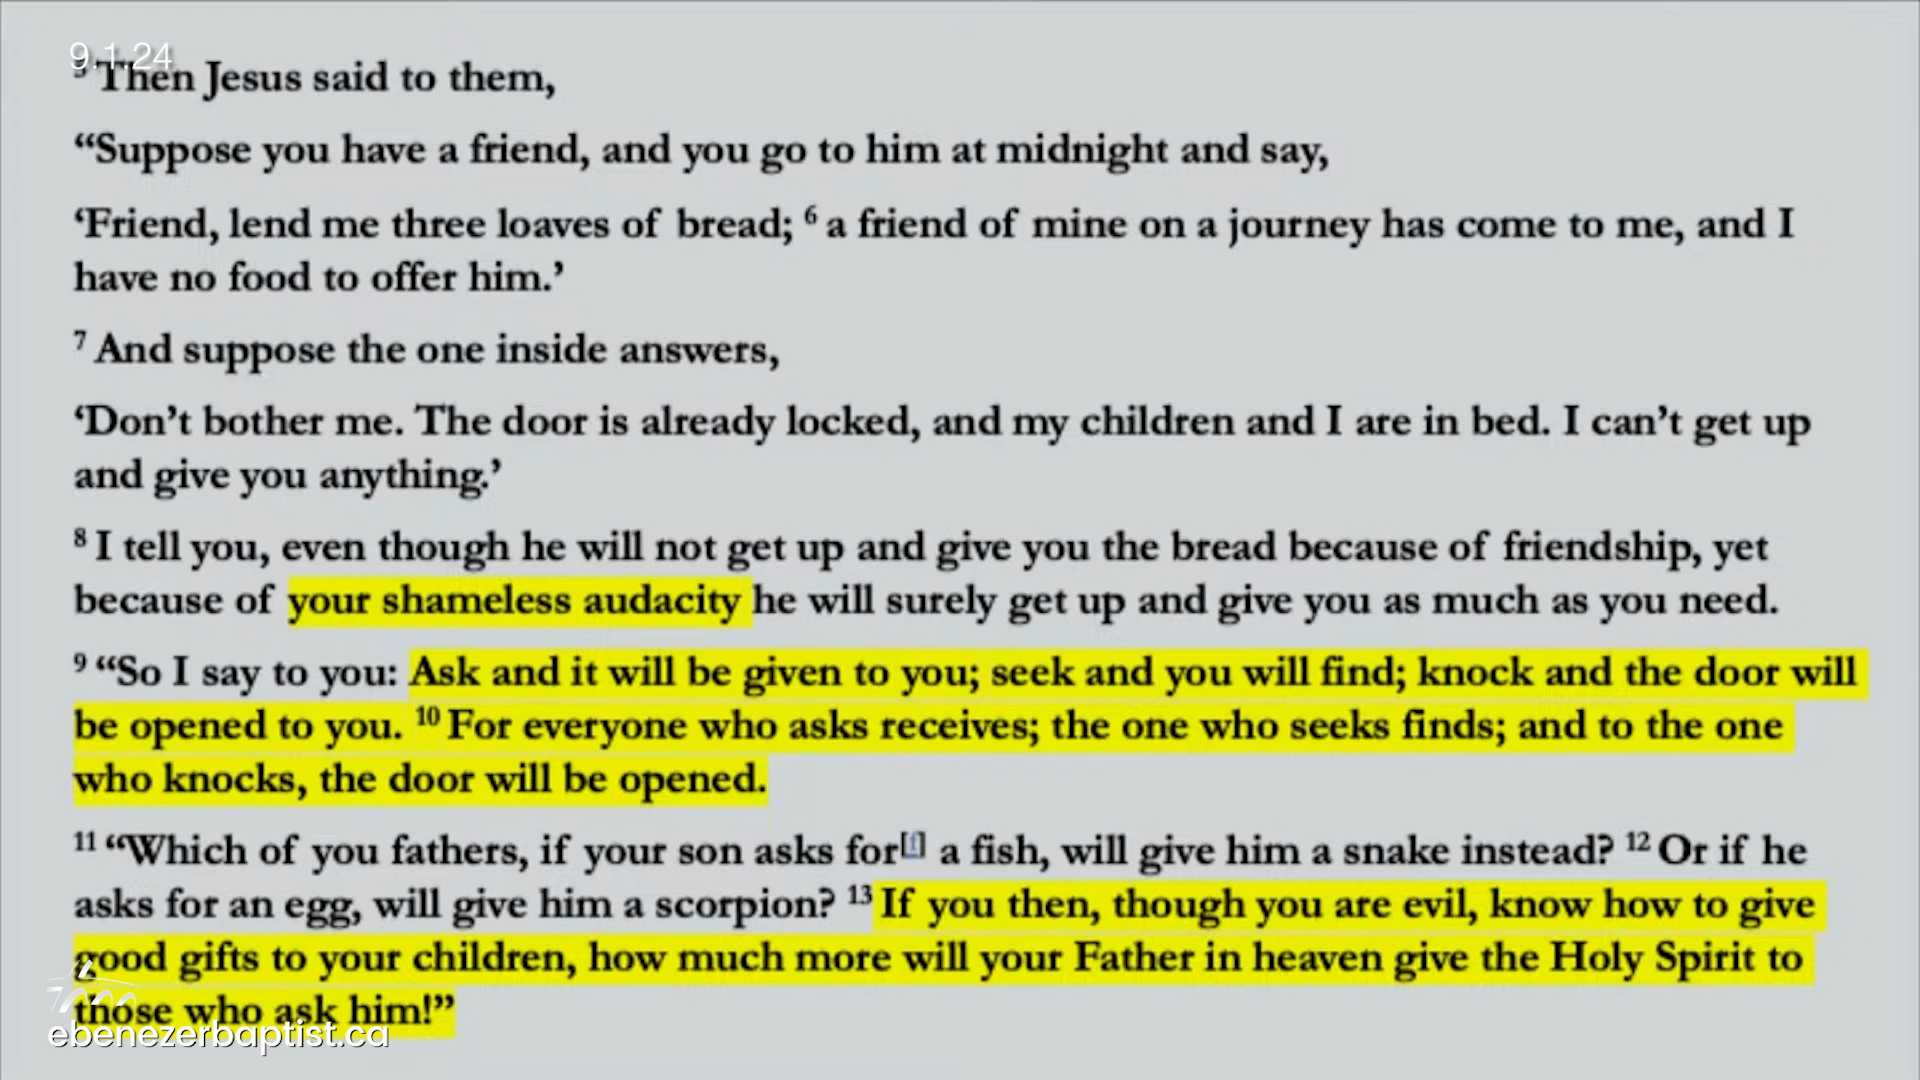 9.1.24
5 Then Jesus said to them,
“Suppose you have a friend, and you go to him at midnight and say,
‘Friend, lend me three loaves of bread; 6 a friend of mine on a journey has come to me, and I
have no food to offer him.’
7 And suppose the one inside answers,
‘Don’t bother me. The door is already locked, and my children and I are in bed. I can’t get up
and give you anything.’
8 I tell you, even though he will not get up and give you the bread because of friendship, yet
because of your shameless audacity he will surely get up and give you as much as you need.
9 “So I say to you: Ask and it will be given to you; seek and you will find; knock and the door will
be opened to you. 10 For everyone who asks receives; the one who seeks finds; and to the one
who knocks, the door will be opened.
11 “Which of you fathers, if your son asks for[f] a fish, will give him a snake instead? 12 Or if he
asks for an egg, will give him a scorpion? 13 If you then, though you are evil, know how to give
good gifts to your children, how much more will your Father in heaven give the Holy Spirit to
those who ask him!”
ebenezerbaptist.ca